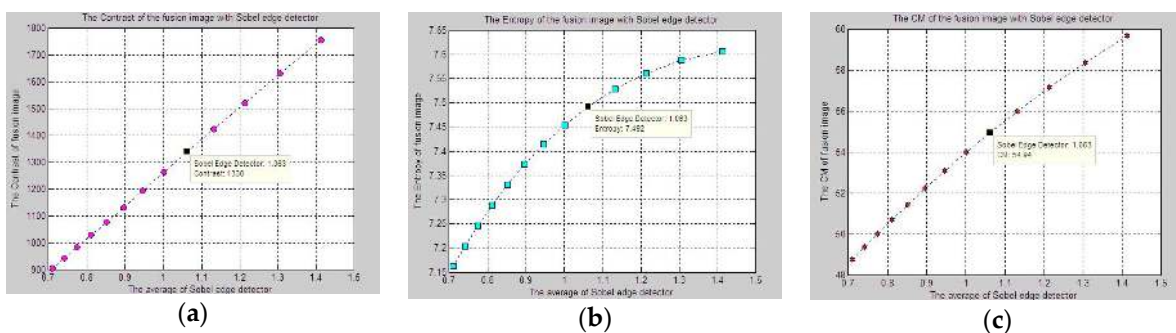 The Contrast of the fusion image with Sobel edge detector
The Contrast of fusion image
1800
1700
1600
1500
1400
1300
1200
1100
1000
900
Sobel Edge Detector: 1.063
Contrast: 1338
0.7 0.8 0.9 1 1.1 1.2 1.3 1.4 1.5
The average of Sobel edge detector
(a)
The Entropy of the fusion image with Sobel edge detector
The Entropy of fusion image
7.65
7.6
7.55
7.5
7.45
7.4
7.35
7.3
7.25
7.2
7.15
Sobel Edge Detector: 1.063
Entropy: 7.492
0.7 0.8 0.9 1 1.1 1.2 1.3 1.4 1.5
The average of Sobel edge detector
(b)
The CM of the fusion image with Sobel edge detector
The CM of fusion image
60
58
56
54
52
50
48
Sobel Edge Detector: 1.063
CM: 54.94
0.7 0.8 0.9 1 1.1 1.2 1.3 1.4 1.5
The average of Sobel edge detector
(c)